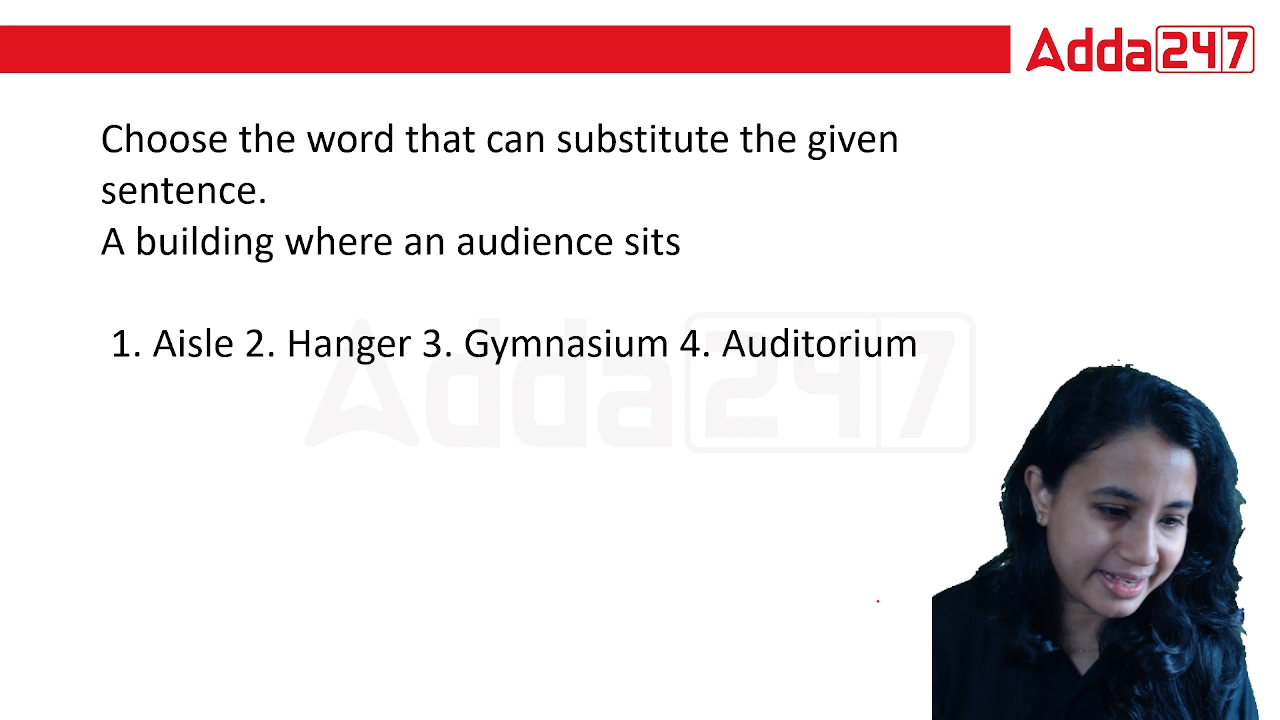 Adda247
Choose the word that can substitute the given
sentence.
A building where an audience sits
1. Aisle 2. Hanger 3. Gymnasium 4. Auditorium
Adda247